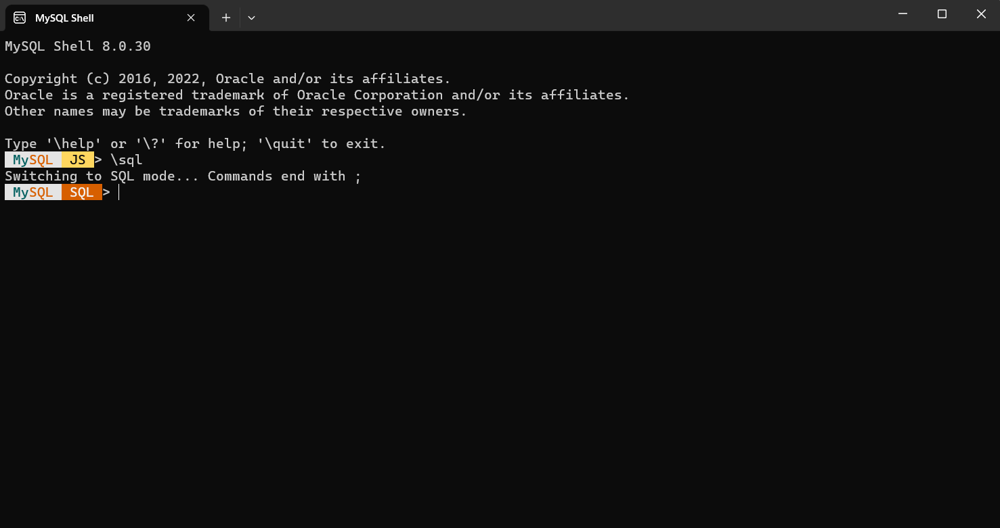 MySQL Shell
MySQL Shell 8.0.30
Copyright (c) 2016, 2022, Oracle and/or its affiliates.
Oracle is a registered trademark of Oracle Corporation and/or its affiliates.
Other names may be trademarks of their respective owners.
Type '\help' or '\?' for help; '\quit' to exit.
MySQL JS > \sql
Switching to SQL mode... Commands end with ;
MySQL SQL >